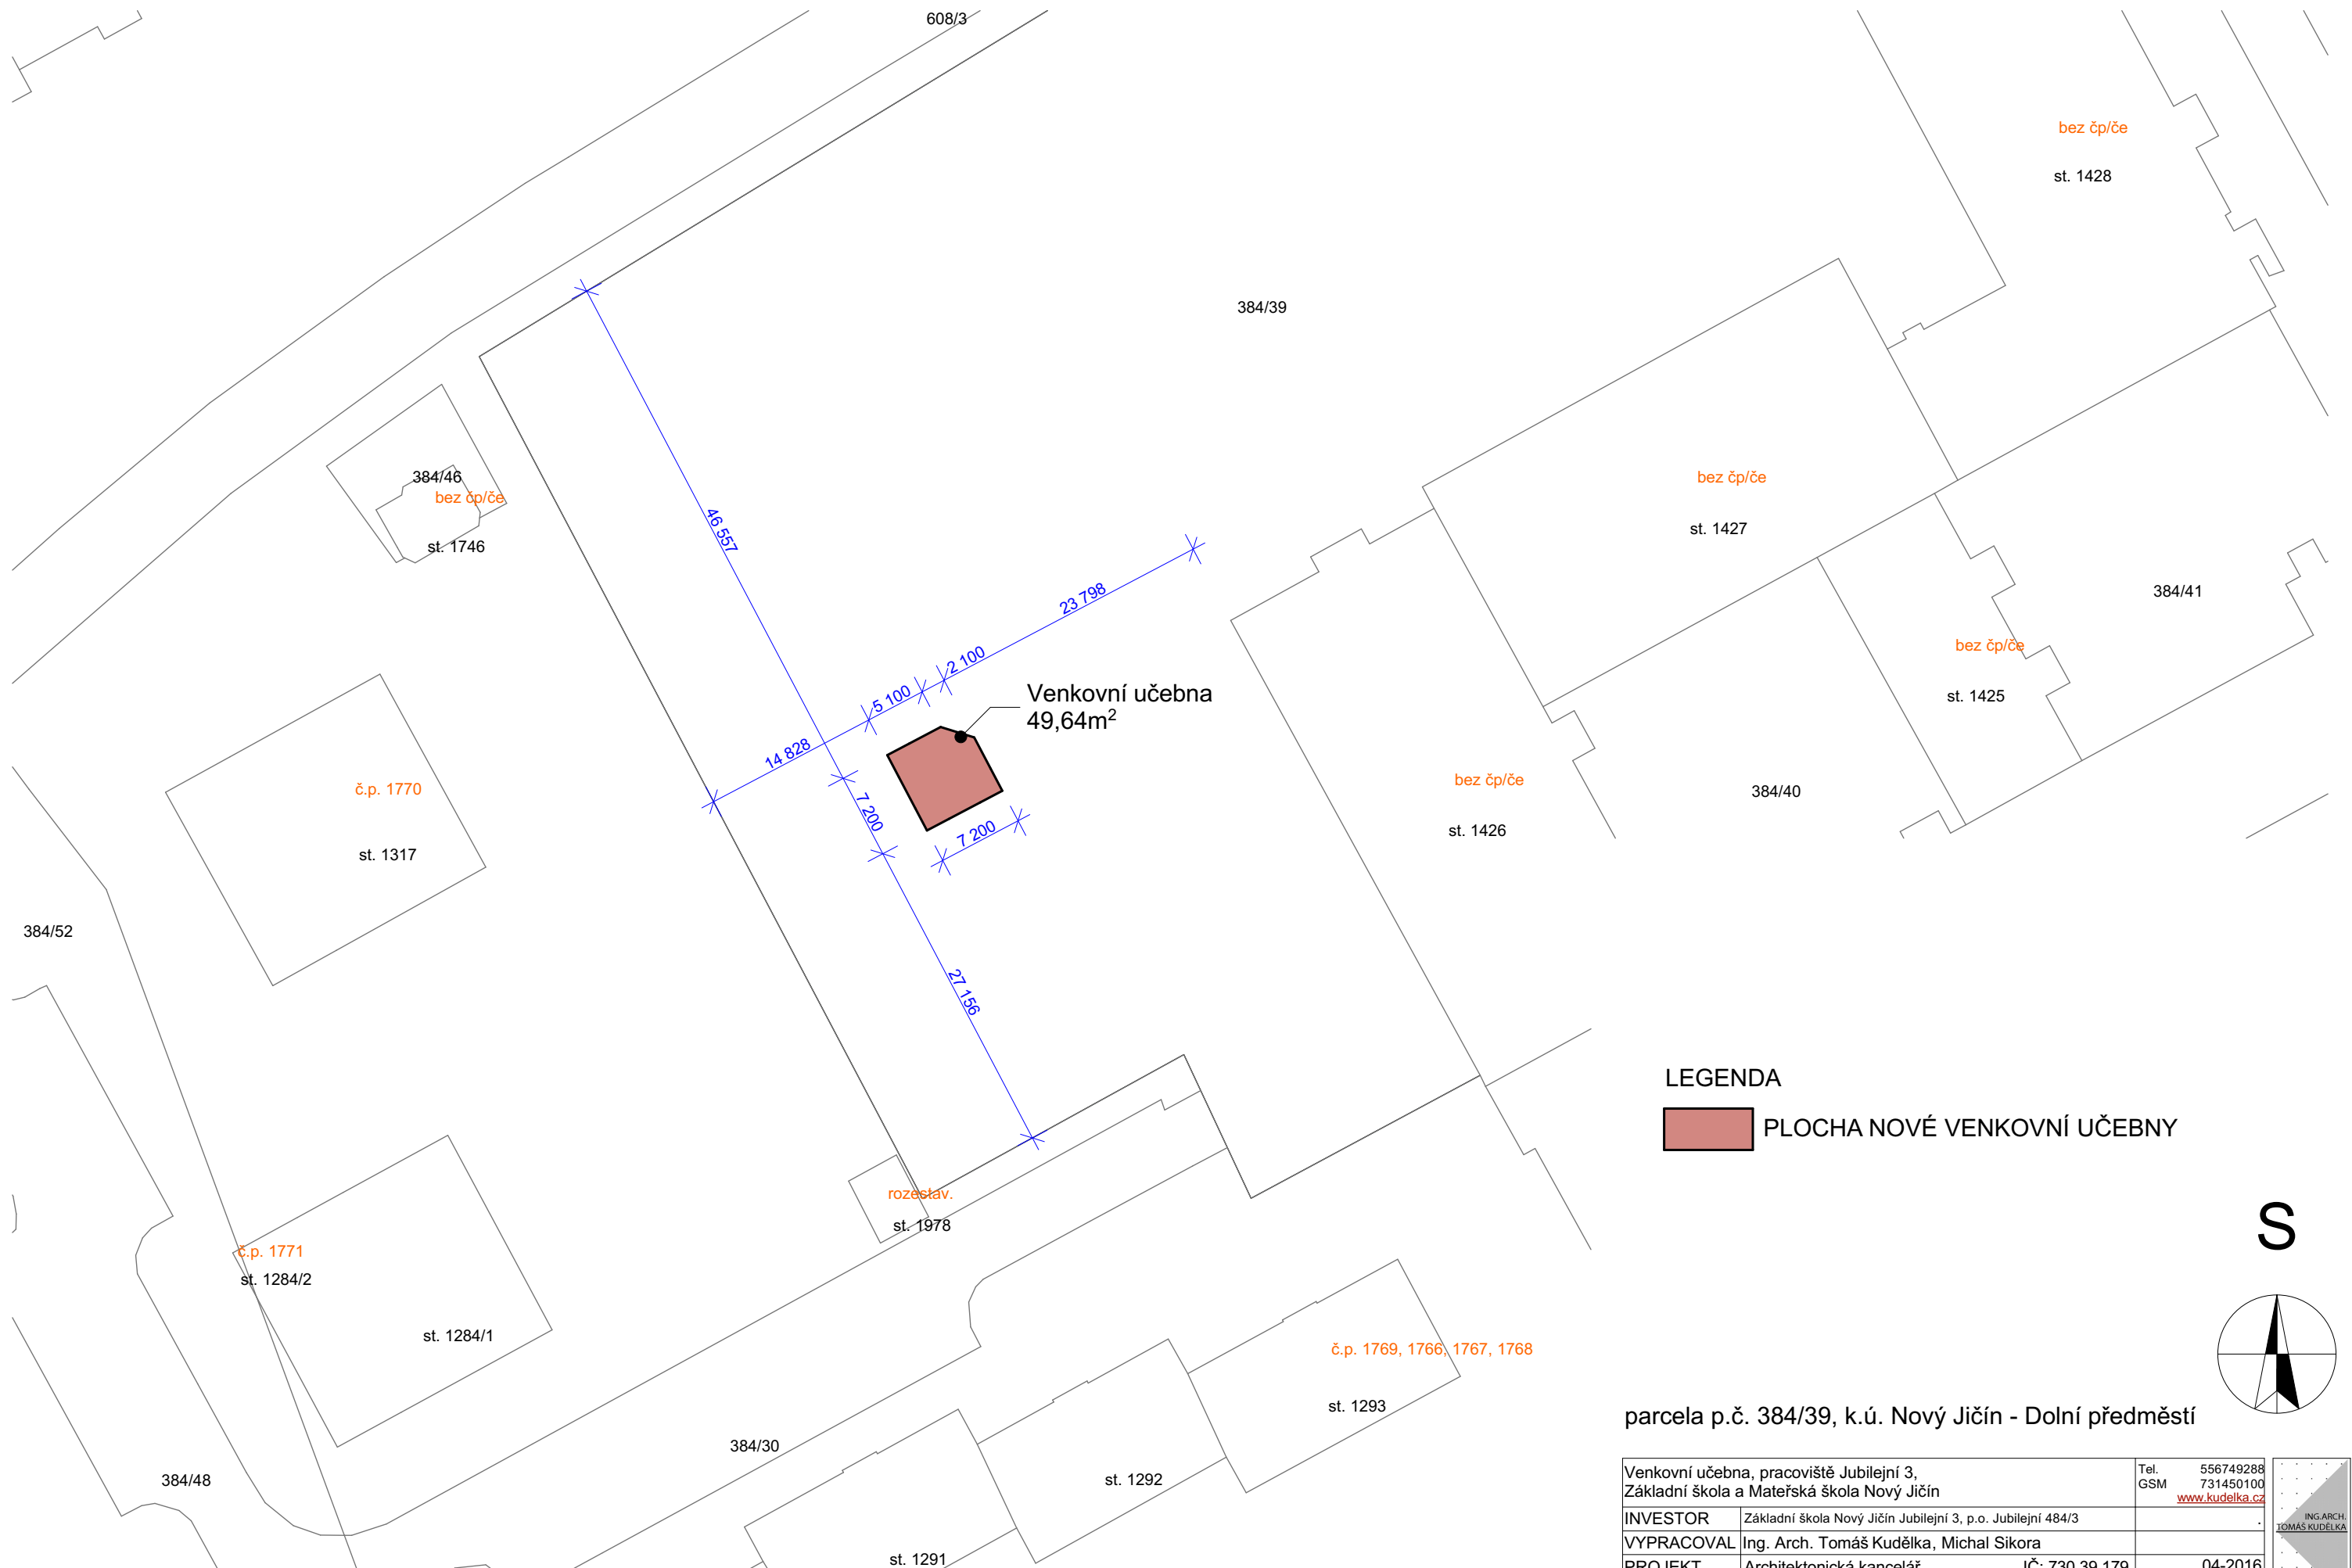 608/3
bez čp/če
st. 1428
384/39
384/46
bez čp/če
st. 1746
bez čp/če
st. 1427
46 557
23 798
384/41
2 100
5 100
bez čp/če
Venkovní učebna
49,64m2
st. 1425
14 828
č.p. 1770
bez čp/če
384/40
7 200
7 200
st. 1426
st. 1317
384/52
27 156
LEGENDA
PLOCHA NOVÉ VENKOVNÍ UČEBNY
rozestav.
st. 1978
S
č.p. 1771
st. 1284/2
st. 1284/1
č.p. 1769, 1766, 1767, 1768
st. 1293
parcela p.č. 384/39, k.ú. Nový Jičín - Dolní předměstí
384/30
384/48
st. 1292
st. 1291
Venkovní učebna, pracoviště Jubilejní 3,
Základní škola a Mateřská škola Nový Jičín
Tel. 556749288
GSM 731450100
www.kudelka.cz
INVESTOR Základní škola Nový Jičín Jubilejní 3, p.o. Jubilejní 484/3 .
VYPRACOVAL Ing. Arch. Tomáš Kudělka, Michal Sikora
ING.ARCH.
TOMÁŠ KUDĚLKA
PROJEKT Architektonická kancelář IČ: 730 39 179 04-2016